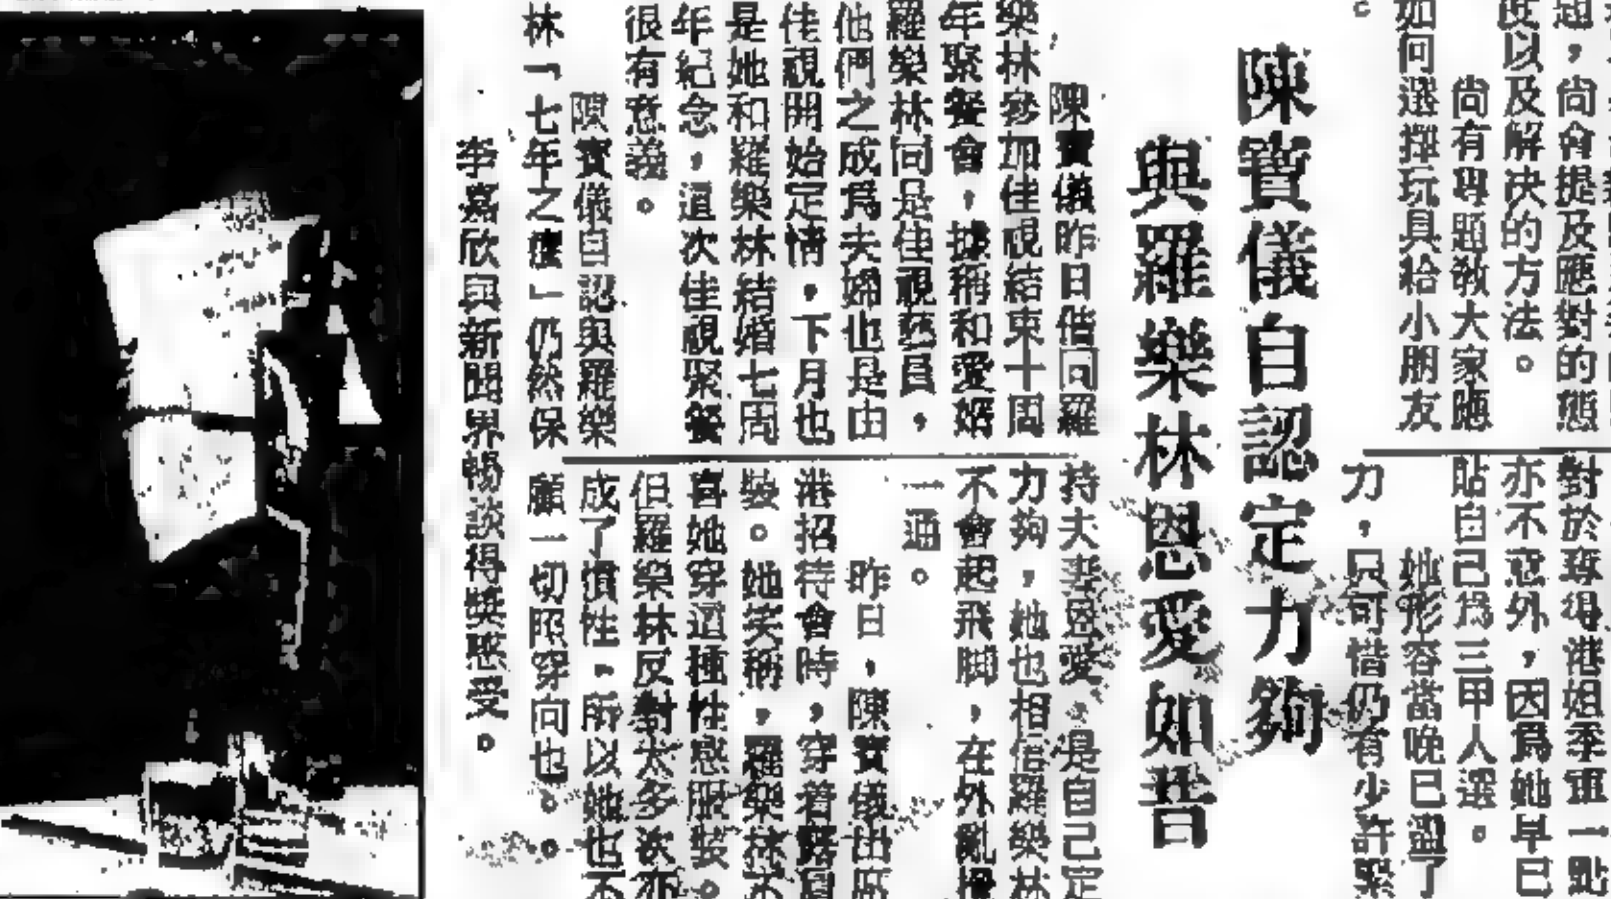 題，尚會提及應對的態
度以及解決的方法。
尚有專題教大家應
如何選擇玩具給小朋友
。
對於奪得港姐季軍一點
亦不意外，因爲她早已
貼自己爲三甲人選。
她形容當晚已盡了
力，只可惜仍有少許緊
陳寶儀自認定力夠
與羅樂林恩愛如昔
陳寶儀昨日偕同羅
樂林參加佳視結束十周
年聚餐會，據稱和愛婿
羅樂林同是佳視藝員，
他們之成爲夫婦也是由
佳視開始定情，下月也
是她和羅樂林結婚七周
年紀念，這次佳視聚餐
很有意義。
陳寶儀自認與羅樂
林「七年之癢」仍然保
持夫妻恩愛，是自己定
力夠，她也相信羅樂林
不會起飛脚，在外亂搞
一通。
昨日，陳寶儀出席
港招待會時，穿着露肩
裝。她笑稱，羅樂林不
喜她穿這種性感服裝。
但羅樂林反對太多次亦
成了慣性，所以她也不
顧一切照穿向也。
李嘉欣與新聞界暢談得獎感受。